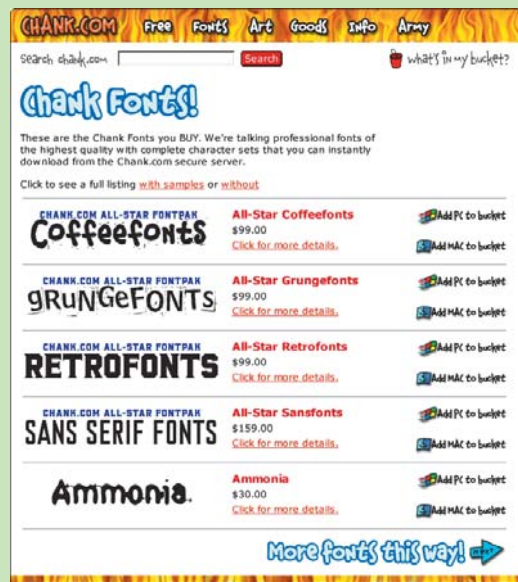 CHANK.COM Free Fonts Art Goods Info Army
Search chank.com Search what's in my bucket?
Chank Fonts!
These are the Chank Fonts you BUY. We're talking professional fonts of
the highest quality with complete character sets that you can instantly
download from the Chank.com secure server.
Click to see a full listing with samples or without
CHANK.COM ALL-STAR FONTPAK
Coffeefonts
All-Star Coffeefonts
$99.00
Click for more details.
Add PC to bucket
Add MAC to bucket
CHANK.COM ALL-STAR FONTPAK
gRuNGeFONTs
All-Star Grungefonts
$99.00
Click for more details.
Add PC to bucket
Add MAC to bucket
CHANK.COM ALL-STAR FONTPAK
RETROFONTS
All-Star Retrofonts
$99.00
Click for more details.
Add PC to bucket
Add MAC to bucket
CHANK.COM ALL-STAR FONTPAK
SANS SERIF FONTS
All-Star Sansfonts
$159.00
Click for more details.
Add PC to bucket
Add MAC to bucket
Ammonia.
Ammonia
$30.00
Click for more details.
Add PC to bucket
Add MAC to bucket
More fonts this way!